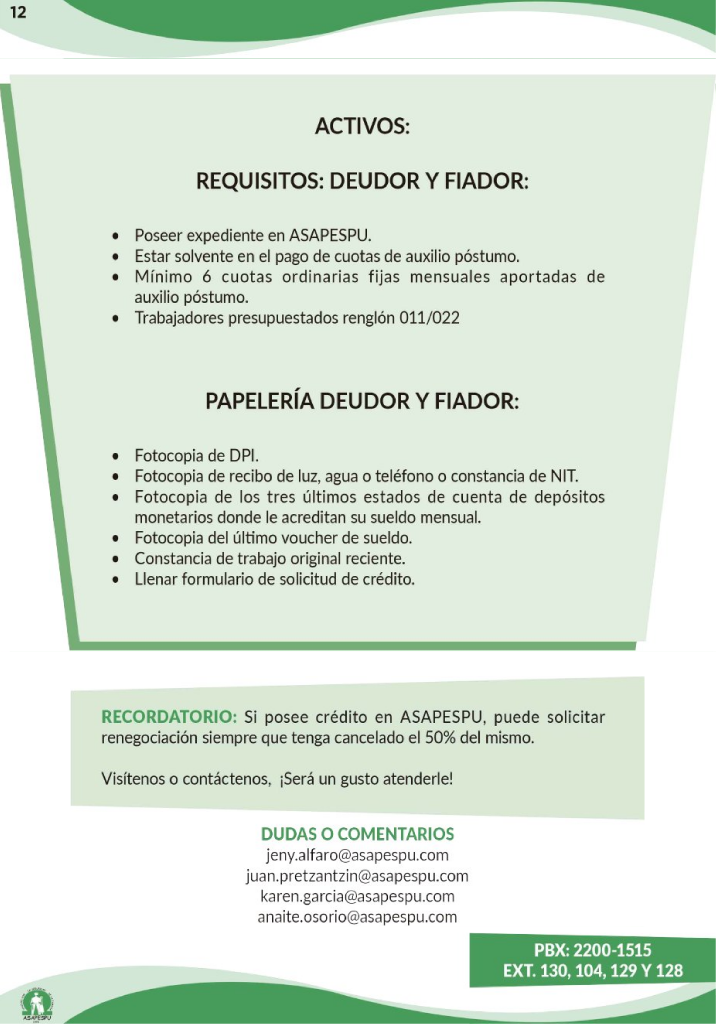 12
ACTIVOS:
REQUISITOS: DEUDOR Y FIADOR:
• Poseer expediente en ASAPESPU.
• Estar solvente en el pago de cuotas de auxilio póstumo.
• Mínimo 6 cuotas ordinarias fijas mensuales aportadas de
auxilio póstumo.
• Trabajadores presupuestados renglón 011/022
PAPELERÍA DEUDOR Y FIADOR:
• Fotocopia de DPI.
• Fotocopia de recibo de luz, agua o teléfono o constancia de NIT.
• Fotocopia de los tres últimos estados de cuenta de depósitos
monetarios donde le acreditan su sueldo mensual.
• Fotocopia del último voucher de sueldo.
• Constancia de trabajo original reciente.
• Llenar formulario de solicitud de crédito.
RECORDATORIO: Si posee crédito en ASAPESPU, puede solicitar
renegociación siempre que tenga cancelado el 50% del mismo.
Visítenos o contáctenos, ¡Será un gusto atenderle!
DUDAS O COMENTARIOS
jeny.alfaro@asapespu.com
juan.pretzantzin@asapespu.com
karen.garcia@asapespu.com
anaite.osorio@asapespu.com
PBX: 2200-1515
EXT. 130, 104, 129 Y 128
ASAPESPU